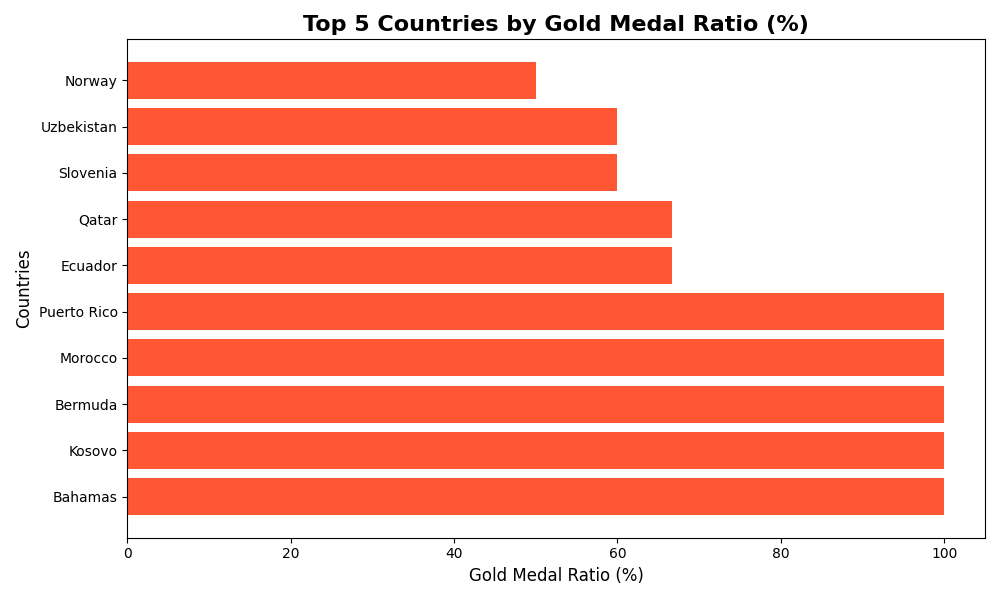 Top 5 Countries by Gold Medal Ratio (%)
Norway
Uzbekistan
Slovenia
Qatar
Ecuador
Puerto Rico
Morocco
Bermuda
Kosovo
Bahamas
Countries
0 20 40 60 80 100
Gold Medal Ratio (%)